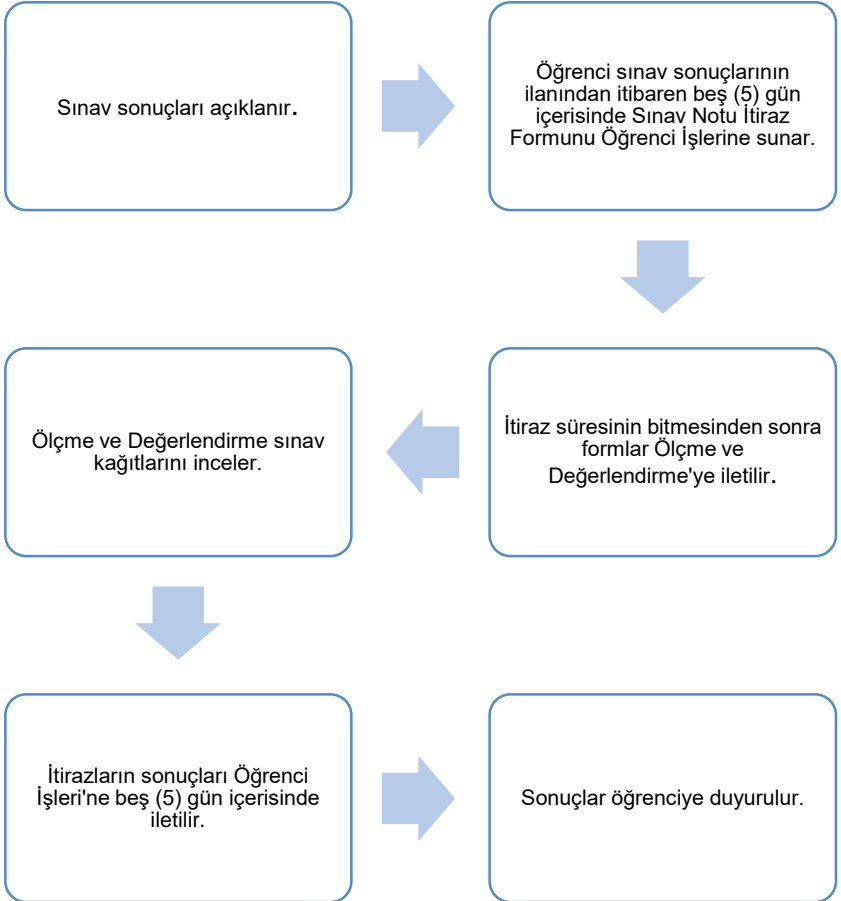 Sınav sonuçları açıklanır.
Öğrenci sınav sonuçlarının
ilanından itibaren beş (5) gün
içerisinde Sınav Notu İtiraz
Formunu Öğrenci İşlerine sunar.
İtiraz süresinin bitmesinden sonra
formlar Ölçme ve
Değerlendirme'ye iletilir.
Ölçme ve Değerlendirme sınav
kağıtlarını inceler.
İtirazların sonuçları Öğrenci
İşleri'ne beş (5) gün içerisinde
iletilir.
Sonuçlar öğrenciye duyurulur.